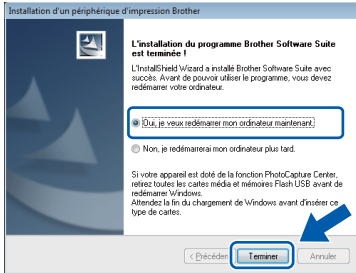 Installation d'un périphérique d'impression Brother
L'installation du programme Brother Software Suite
est terminée !
L'InstallShield Wizard a installé Brother Software Suite avec
succès. Avant de pouvoir utiliser le programme, vous devez
redémarrer votre ordinateur.
Oui, je veux redémarrer mon ordinateur maintenant.
Non, je redémarrerai mon ordinateur plus tard.
Si votre appareil est doté de la fonction PhotoCapture Center,
retirez toutes les cartes média et mémoires Flash USB avant de
redémarrer Windows.
Attendez la fin du chargement de Windows avant d'insérer ce
type de cartes.
< Précéden Terminer Annuler